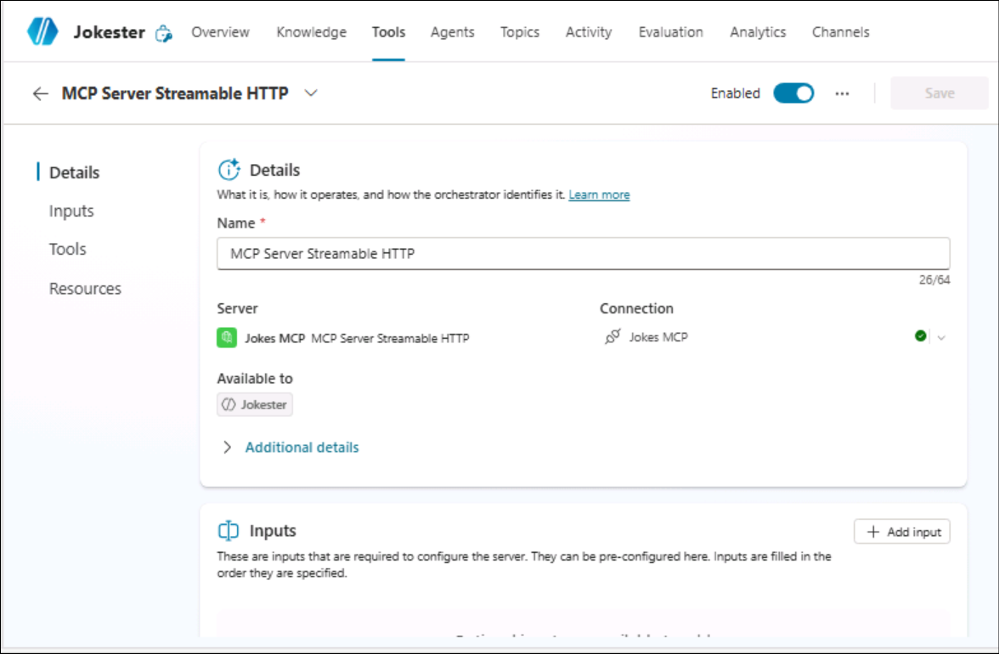 Jokester Overview Knowledge Tools Agents Topics Activity Evaluation Analytics Channels
MCP Server Streamable HTTP
Enabled
Save
Details
Inputs
Tools
Resources
Details
What it is, how it operates, and how the orchestrator identifies it. Learn more
Name *
MCP Server Streamable HTTP
26/64
Server
Jokes MCP MCP Server Streamable HTTP
Connection
Jokes MCP
Available to
Jokester
Additional details
Inputs
Add input
These are inputs that are required to configure the server. They can be pre-configured here. Inputs are filled in the
order they are specified.